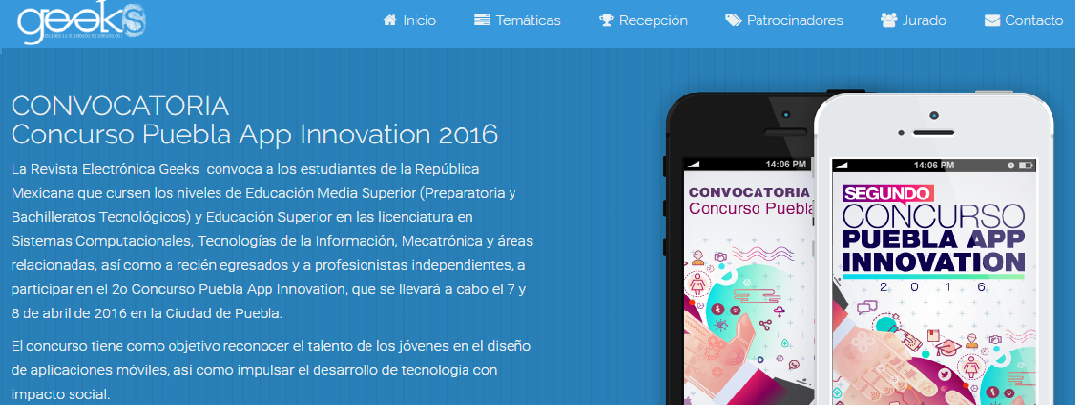 geeks
Inicio Temáticas Recepción Patrocinadores Jurado Contacto
CONVOCATORIA
Concurso Puebla App Innovation 2016
La Revista Electrónica Geeks convoca a los estudiantes de la República
Mexicana que cursen los niveles de Educación Media Superior (Preparatoria y
Bachilleratos Tecnológicos) y Educación Superior en las licenciatura en
Sistemas Computacionales, Tecnologías de la Información, Mecatrónica y áreas
relacionadas, así como a recién egresados y a profesionistas independientes, a
participar en el 2o Concurso Puebla App Innovation, que se llevará a cabo el 7 y
8 de abril de 2016 en la Ciudad de Puebla.
El concurso tiene como objetivo reconocer el talento de los jóvenes en el diseño
de aplicaciones móviles, así como impulsar el desarrollo de tecnología con
impacto social.
14:06 PM
CONVOCATORIA
Concurso Puebla
14:06 PM
SEGUNDO
CONCURSO
PUEBLA APP
INNOVATION
2016